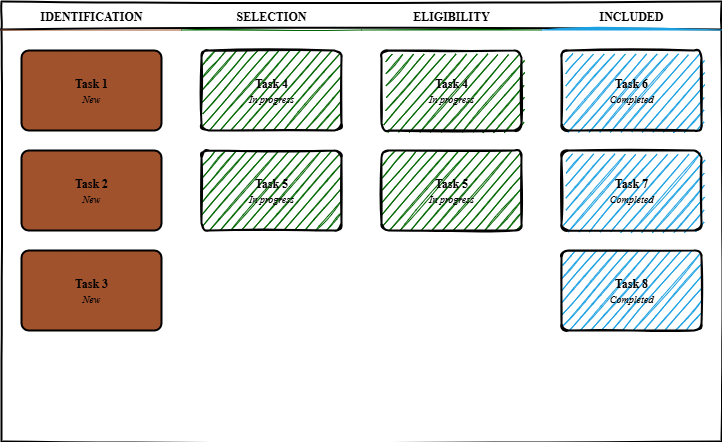 IDENTIFICATION
SELECTION
ELIGIBILITY
INCLUDED
Task 1
New
Task 4
In progress
Task 4
In progress
Task 6
Completed
Task 2
New
Task 5
In progress
Task 5
In progress
Task 7
Completed
Task 3
New
Task 8
Completed